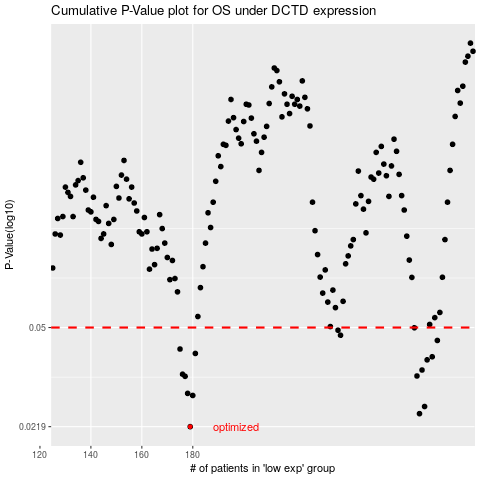 Cumulative P-Value plot for OS under DCTD expression
P-Value(log10)
0.05
0.0219
optimized
120 140 160 180
# of patients in 'low exp' group